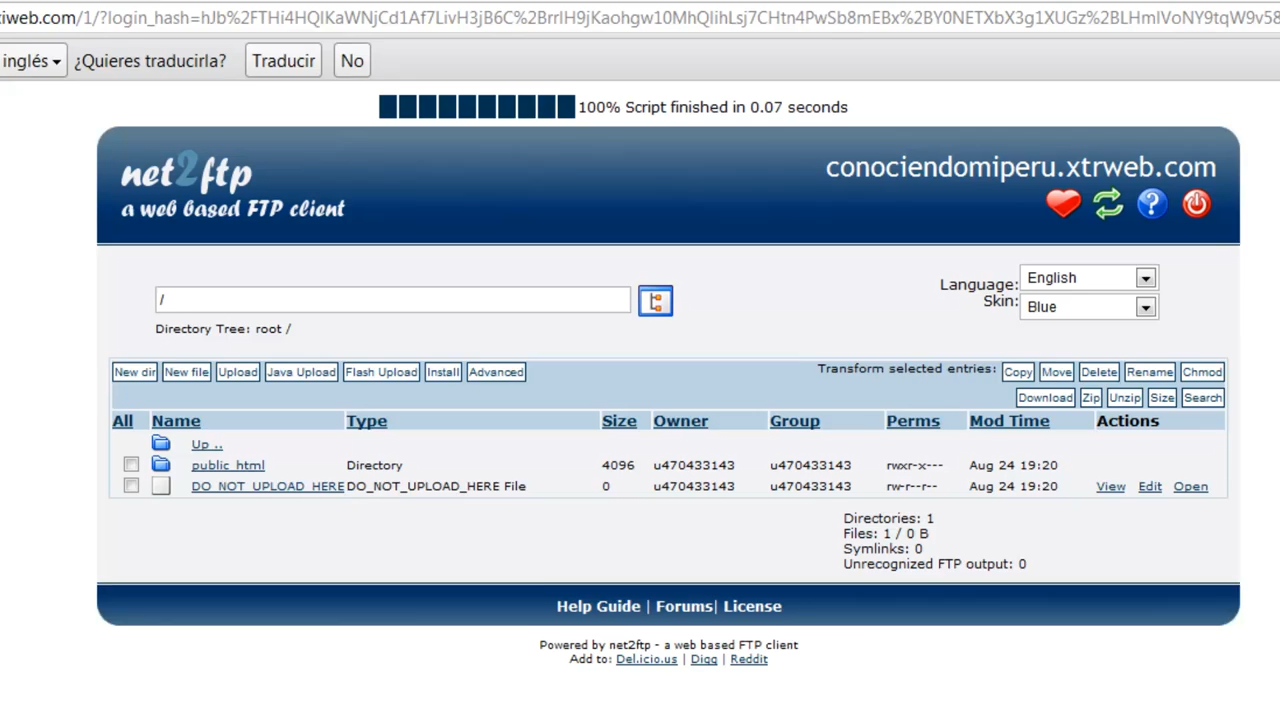 xiweb.com/1/?login_hash=hJb%2FTHi4HQIKaWNjCd1Af7LivH3jB6C%2BrrlH9jKaohgw10MhQIihLsj7CHtn4PwSb8mEBx%2BY0NETXbX3g1XUGz%2BLHmIVoNY9tqW9v58
inglés ¿Quieres traducirla? Traducir No
100% Script finished in 0.07 seconds
net2ftp
a web based FTP client
conociendomiperu.xtrweb.com
Language: English
Skin: Blue
/
Directory Tree: root /
New dir New file Upload Java Upload Flash Upload Install Advanced Transform selected entries: Copy Move Delete Rename Chmod
Download Zip Unzip Size Search
All Name Type Size Owner Group Perms Mod Time Actions
Up ..
public_html Directory 4096 u470433143 u470433143 rwxr-x--- Aug 24 19:20
DO_NOT_UPLOAD_HERE DO_NOT_UPLOAD_HERE File 0 u470433143 u470433143 rw-r--r-- Aug 24 19:20 View Edit Open
Directories: 1
Files: 1 / 0 B
Symlinks: 0
Unrecognized FTP output: 0
Help Guide | Forums| License
Powered by net2ftp - a web based FTP client
Add to: Del.icio.us | Digg | Reddit